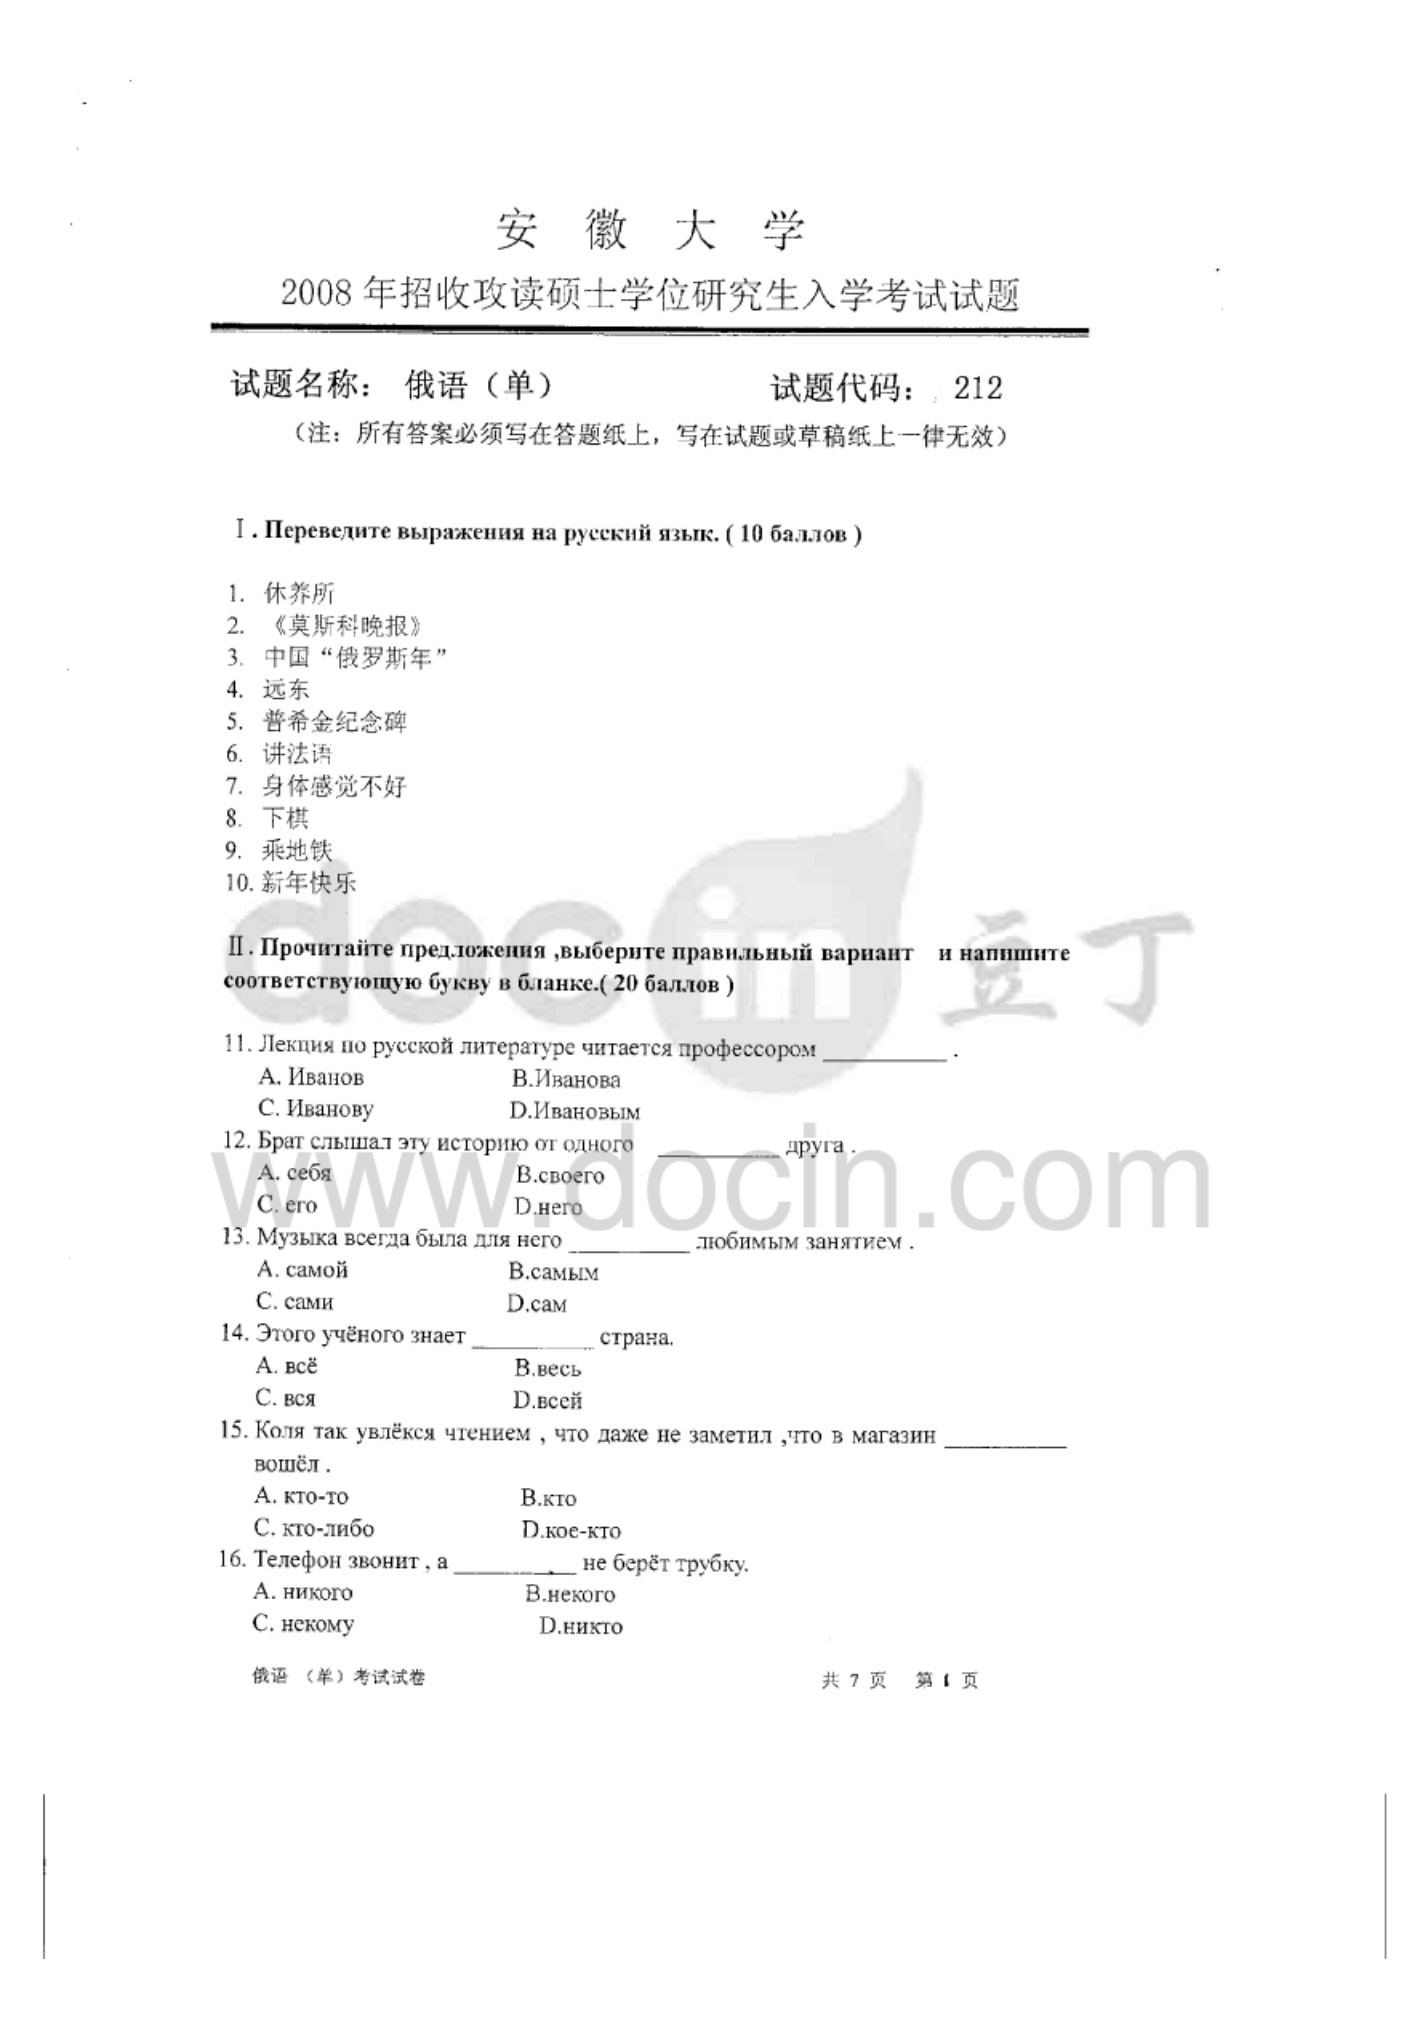 安 徽 大 学
2008 年招收攻读硕士学位研究生入学考试试题
试题名称： 俄语（单） 试题代码： 212
（注：所有答案必须写在答题纸上，写在试题或草稿纸上一律无效）
Ⅰ. Переведите выражения на русский язык. ( 10 баллов )
1. 休养所
2. 《莫斯科晚报》
3. 中国“俄罗斯年”
4. 远东
5. 普希金纪念碑
6. 讲法语
7. 身体感觉不好
8. 下棋
9. 乘地铁
10. 新年快乐
Ⅱ. Прочитайте предложения ,выберите правильный вариант и напишите
соответствующую букву в бланке.( 20 баллов )
11. Лекция по русской литературе читается профессором __________ .
A. Иванов B.Иванова
C. Иванову D.Ивановым
12. Брат слышал эту историю от одного __________ друга .
A. себя B.своего
C. его D.него
13. Музыка всегда была для него __________ любимым занятием .
A. самой B.самым
C. сами D.сам
14. Этого учёного знает __________ страна.
A. всё B.весь
C. вся D.всей
15. Коля так увлёкся чтением , что даже не заметил ,что в магазин __________
вошёл .
A. кто-то B.кто
C. кто-либо D.кое-кто
16. Телефон звонит , а __________ не берёт трубку.
A. никого B.некого
C. некому D.никто
俄语 （单）考试试卷 共 7 页 第 1 页
docin 豆丁
www.docin.com